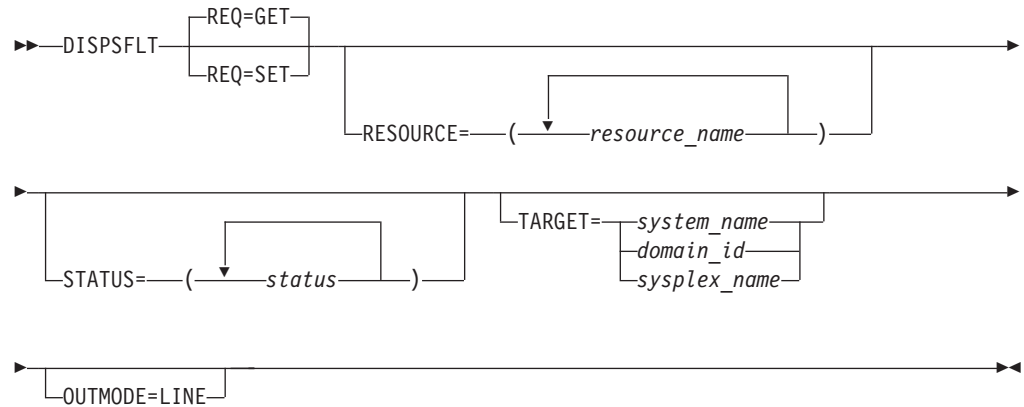 REQ=GET
DISPSFLT
REQ=SET
RESOURCE= ( resource_name )
TARGET= system_name
domain_id
sysplex_name
STATUS= ( status )
OUTMODE=LINE